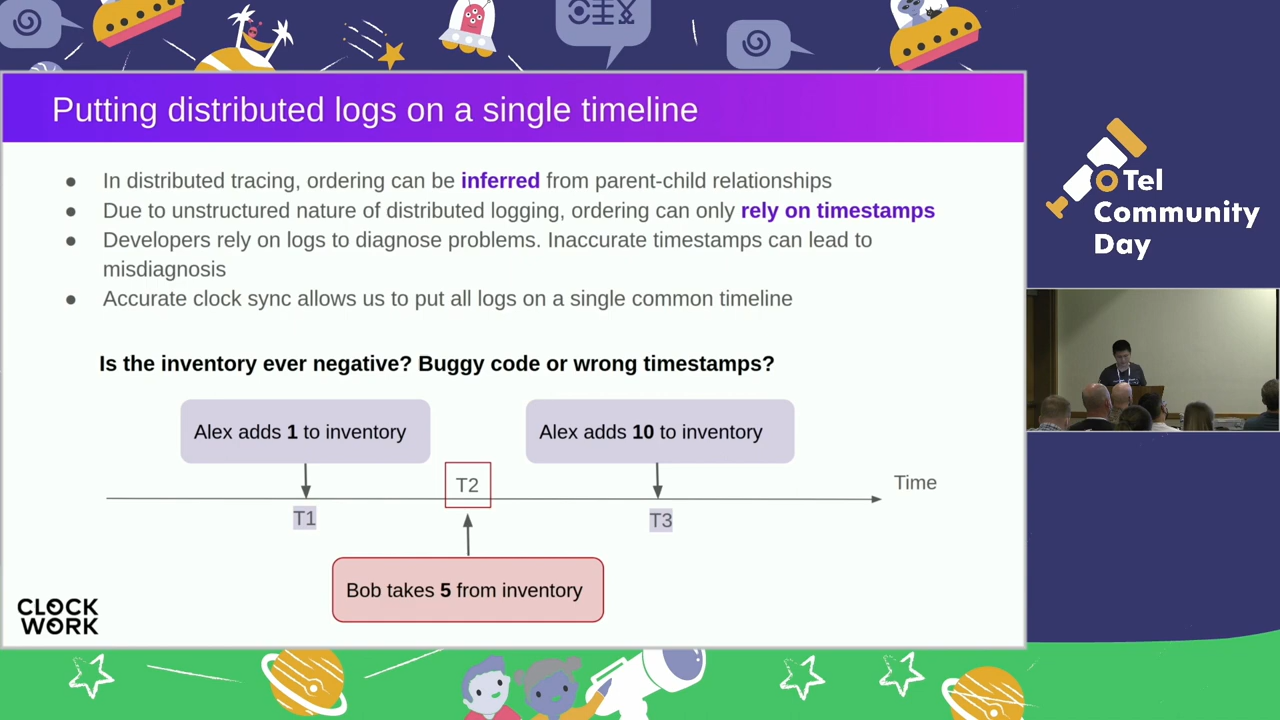 Putting distributed logs on a single timeline
● In distributed tracing, ordering can be inferred from parent-child relationships
● Due to unstructured nature of distributed logging, ordering can only rely on timestamps
● Developers rely on logs to diagnose problems. Inaccurate timestamps can lead to
misdiagnosis
● Accurate clock sync allows us to put all logs on a single common timeline
Is the inventory ever negative? Buggy code or wrong timestamps?
Alex adds 1 to inventory
Alex adds 10 to inventory
T2
Time
T1
T3
Bob takes 5 from inventory
CLOCK
WORK
OTel
Community
Day